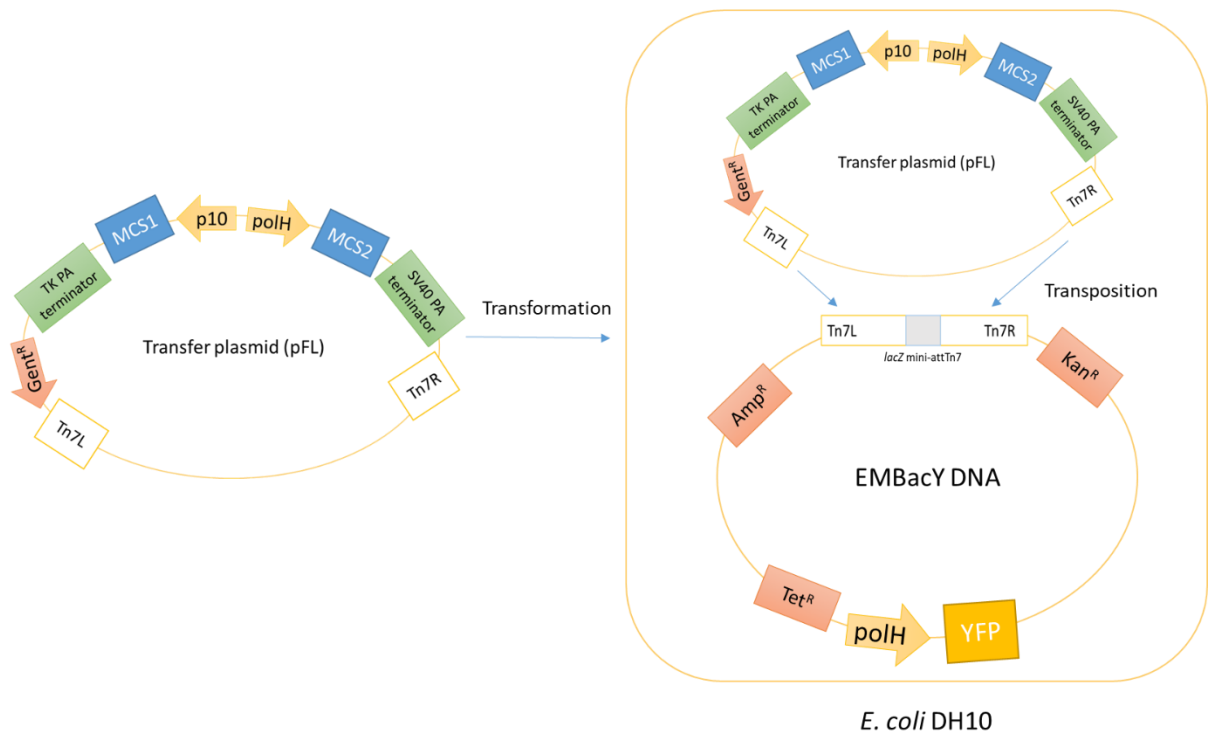 MCS1
p10
polH
MCS2
TK PA
terminator
SV40 PA
terminator
Transfer plasmid (pFL)
Gentᴿ
Tn7L
Tn7R
Transformation
MCS1
p10
polH
MCS2
TK PA
terminator
SV40 PA
terminator
Transfer plasmid (pFL)
Gentᴿ
Tn7L
Tn7R
Transposition
Tn7L
Tn7R
lacZ mini-attTn7
Ampᴿ
Kanᴿ
EMBacY DNA
Tetᴿ
polH
YFP
E. coli DH10